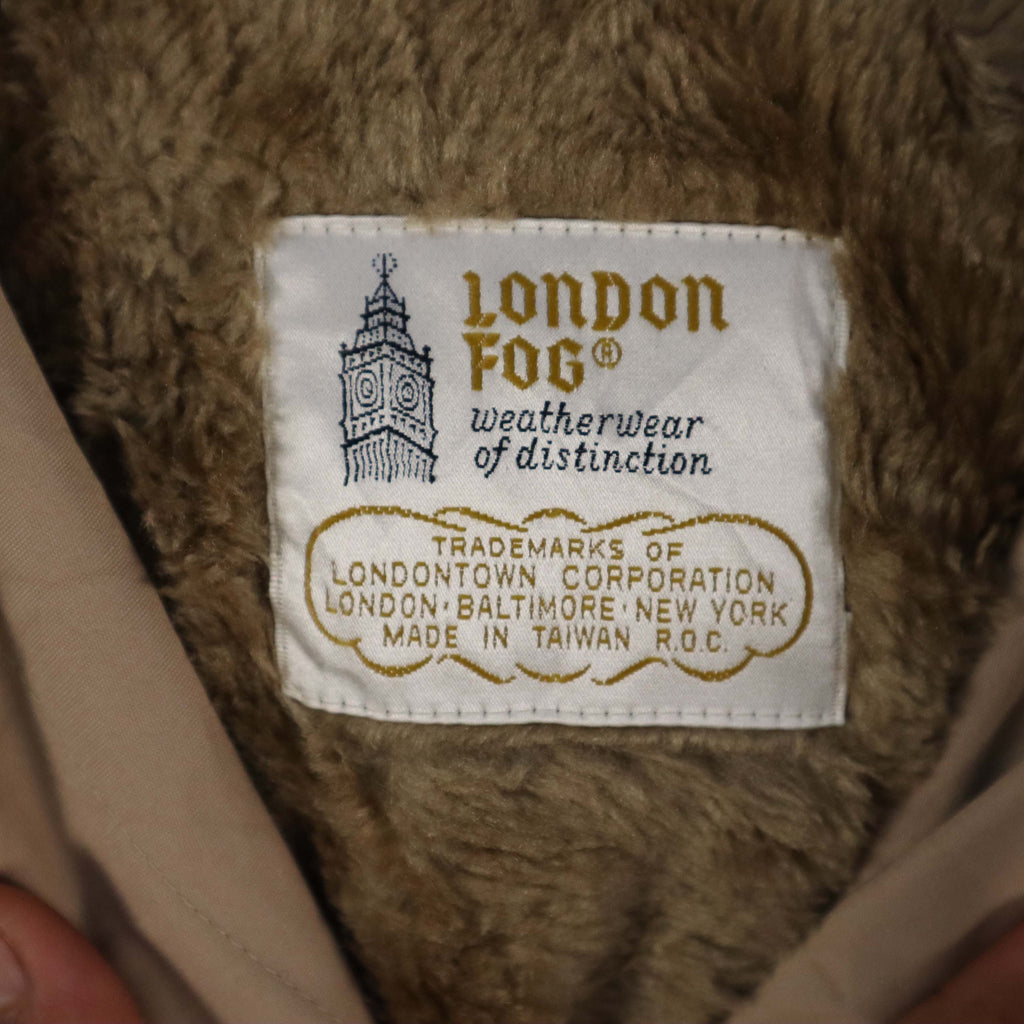 LONDON
FOG®
weatherwear
of distinction
TRADEMARKS OF
LONDONTOWN CORPORATION
LONDON · BALTIMORE · NEW YORK
MADE IN TAIWAN R.O.C.